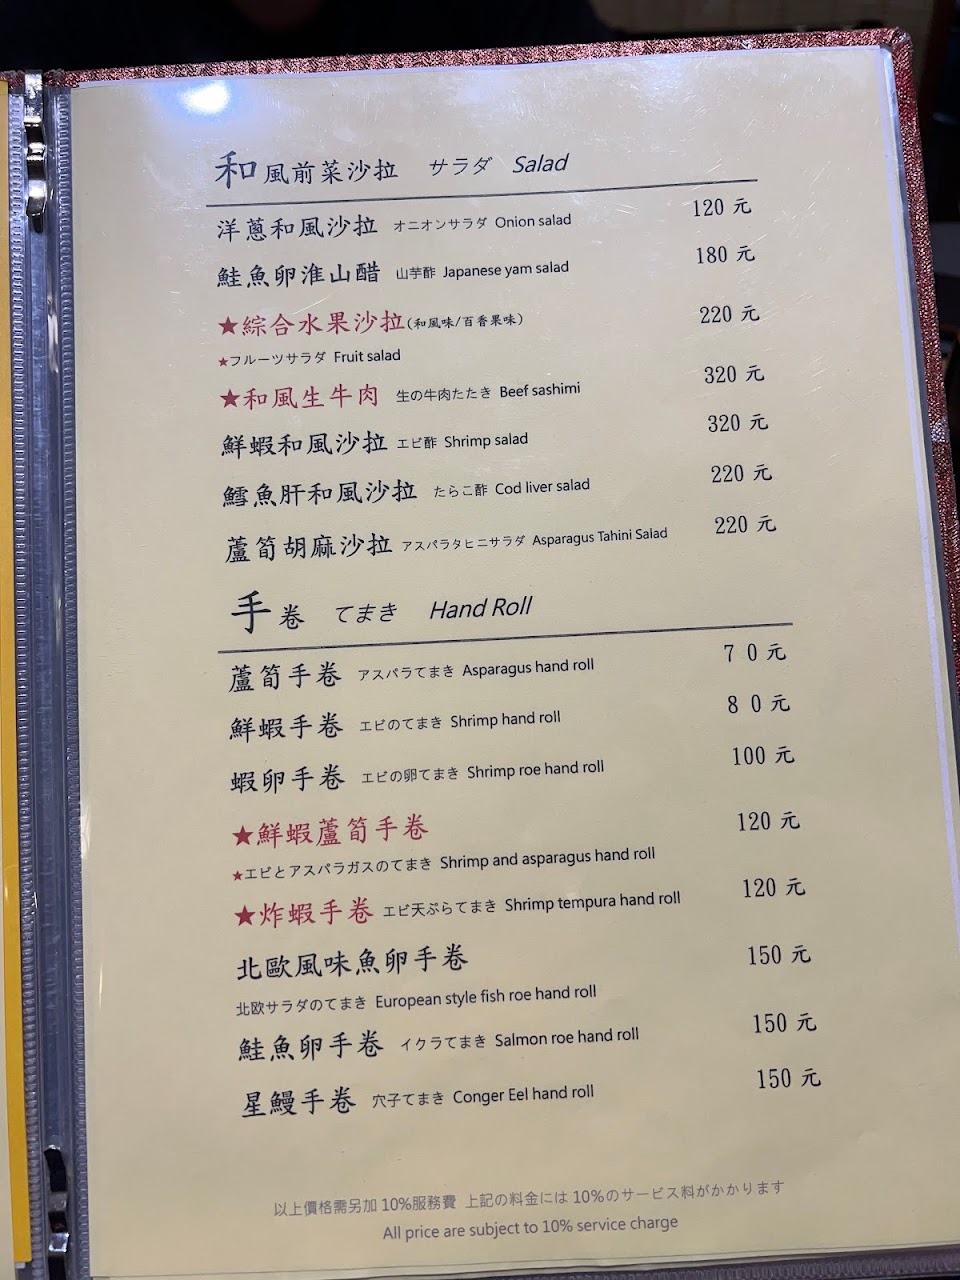 和風前菜沙拉 サラダ Salad
洋蔥和風沙拉 オニオンサラダ Onion salad 120 元
鮭魚卵淮山醋 山芋酢 Japanese yam salad 180 元
★綜合水果沙拉(和風味/百香果味) 220 元
★フルーツサラダ Fruit salad
★和風生牛肉 生の牛肉たたき Beef sashimi 320 元
鮮蝦和風沙拉 エビ酢 Shrimp salad 320 元
鱈魚肝和風沙拉 たらこ酢 Cod liver salad 220 元
蘆筍胡麻沙拉 アスパラタヒニサラダ Asparagus Tahini Salad 220 元
手卷 てまき Hand Roll
蘆筍手卷 アスパラてまき Asparagus hand roll 70元
鮮蝦手卷 エビのてまき Shrimp hand roll 80元
蝦卵手卷 エビの卵てまき Shrimp roe hand roll 100 元
★鮮蝦蘆筍手卷 120 元
★エビとアスパラガスのてまき Shrimp and asparagus hand roll
★炸蝦手卷 エビ天ぷらてまき Shrimp tempura hand roll 120 元
北歐風味魚卵手卷 150 元
北欧サラダのてまき European style fish roe hand roll
鮭魚卵手卷 イクラてまき Salmon roe hand roll 150 元
星鰻手卷 穴子てまき Conger Eel hand roll 150 元
以上價格需另加 10%服務費 上記の料金には 10%のサービス料がかかります
All price are subject to 10% service charge